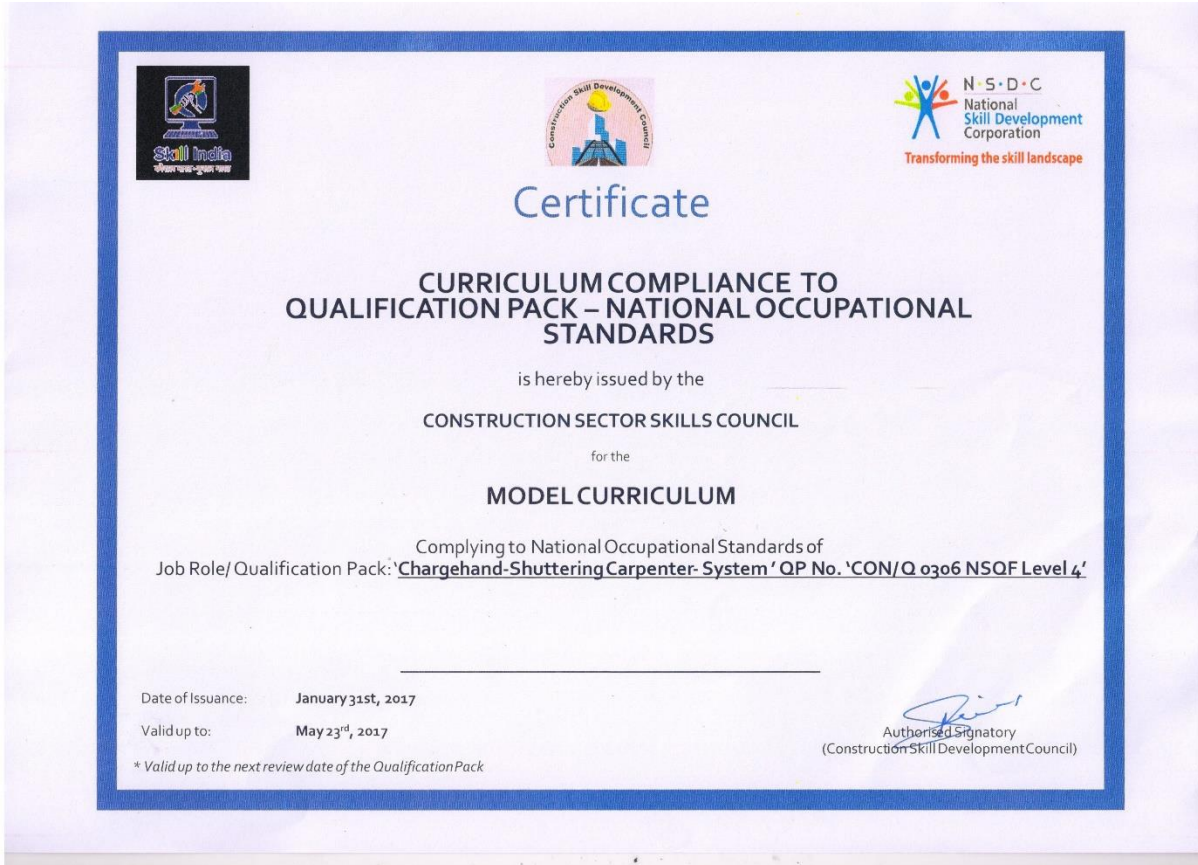 Skill India
कौशल भारत-कुशल भारत
Construction Skill Development Council
N·S·D·C
National
Skill Development
Corporation
Transforming the skill landscape
Certificate
CURRICULUM COMPLIANCE TO
QUALIFICATION PACK – NATIONAL OCCUPATIONAL
STANDARDS
is hereby issued by the
CONSTRUCTION SECTOR SKILLS COUNCIL
for the
MODEL CURRICULUM
Complying to National Occupational Standards of
Job Role/ Qualification Pack: 'Chargehand-Shuttering Carpenter- System' QP No. 'CON/ Q 0306 NSQF Level 4'
Date of Issuance: January 31st, 2017
Valid up to: May 23rd, 2017
* Valid up to the next review date of the Qualification Pack
Authorised Signatory
(Construction Skill Development Council)